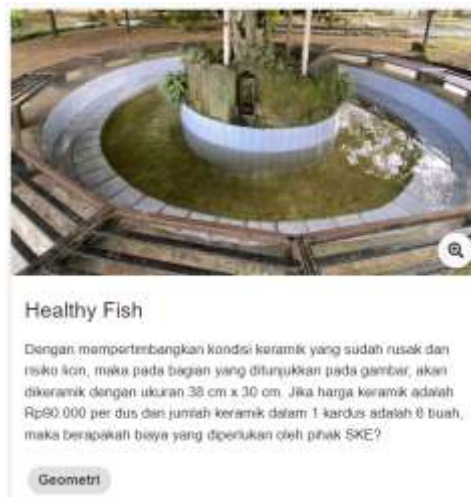 Healthy Fish
Dengan mempertimbangkan kondisi keramik yang sudah rusak dan
risiko licin, maka pada bagian yang ditunjukkan pada gambar, akan
dikeramik dengan ukuran 38 cm x 30 cm. Jika harga keramik adalah
Rp90.000 per dus dan jumlah keramik dalam 1 kardus adalah 6 buah,
maka berapakah biaya yang diperlukan oleh pihak SKE?
Geometri